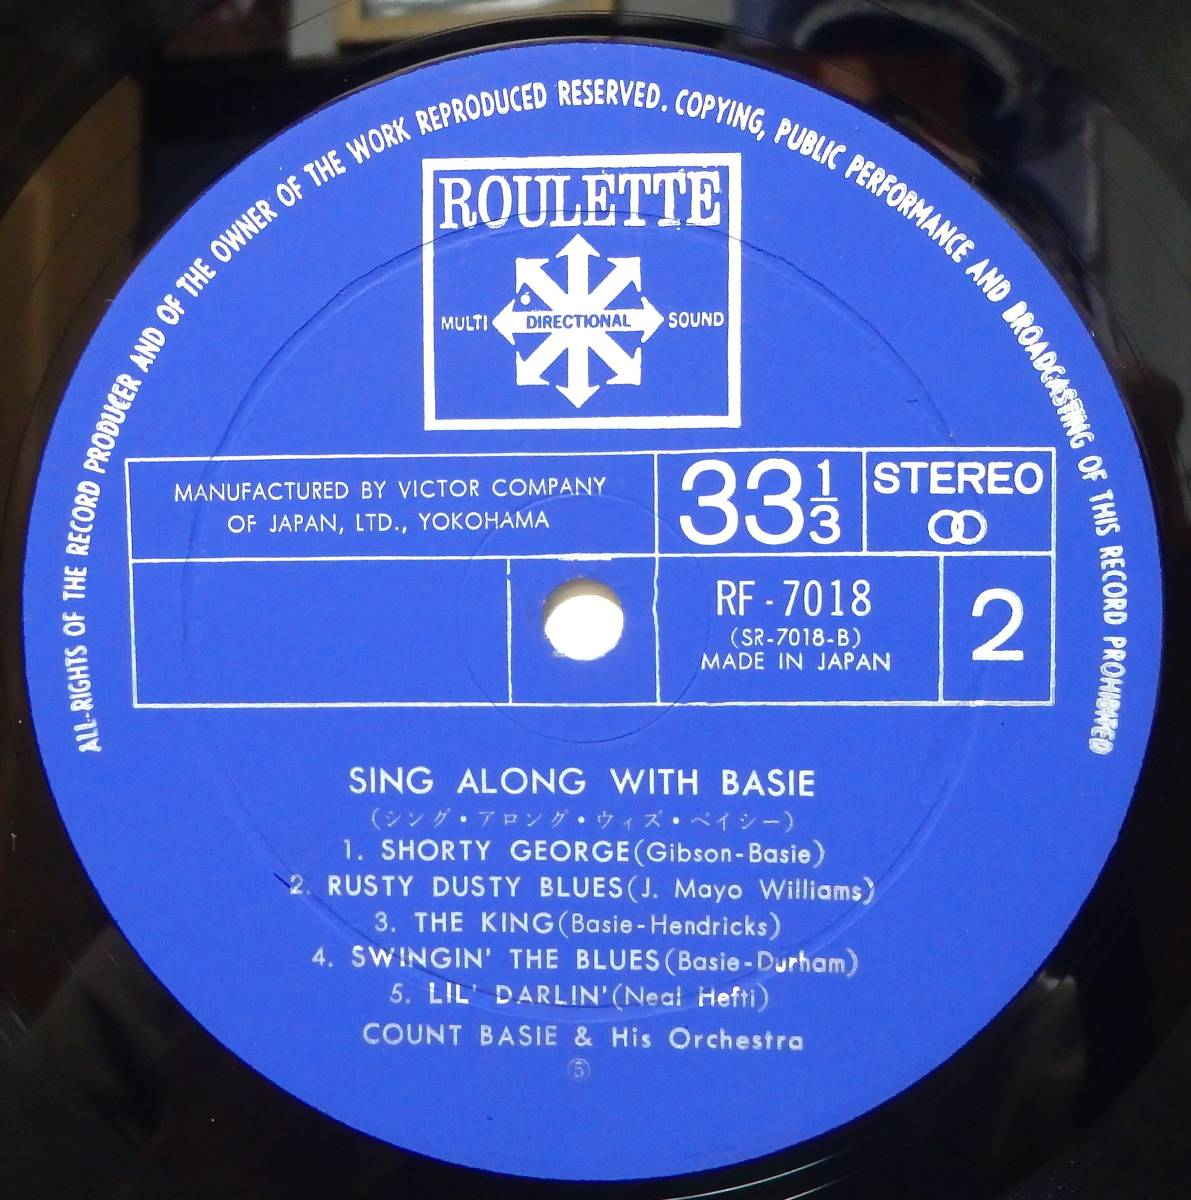 ALL-RIGHTS OF THE RECORD PRODUCER AND OF THE OWNER OF THE WORK REPRODUCED RESERVED. COPYING, PUBLIC PERFORMANCE AND BROADCASTING OF THIS RECORD PROHIBITED
ROULETTE
MULTI DIRECTIONAL SOUND
MANUFACTURED BY VICTOR COMPANY
OF JAPAN, LTD., YOKOHAMA
33 1/3
STEREO
RF-7018
(SR-7018-B)
MADE IN JAPAN
2
SING ALONG WITH BASIE
(シング・アロング・ウィズ・ベイシー)
1. SHORTY GEORGE(Gibson-Basie)
2. RUSTY DUSTY BLUES(J. Mayo Williams)
3. THE KING(Basie-Hendricks)
4. SWINGIN' THE BLUES(Basie-Durham)
5. LIL' DARLIN'(Neal Hefti)
COUNT BASIE & His Orchestra
⑤